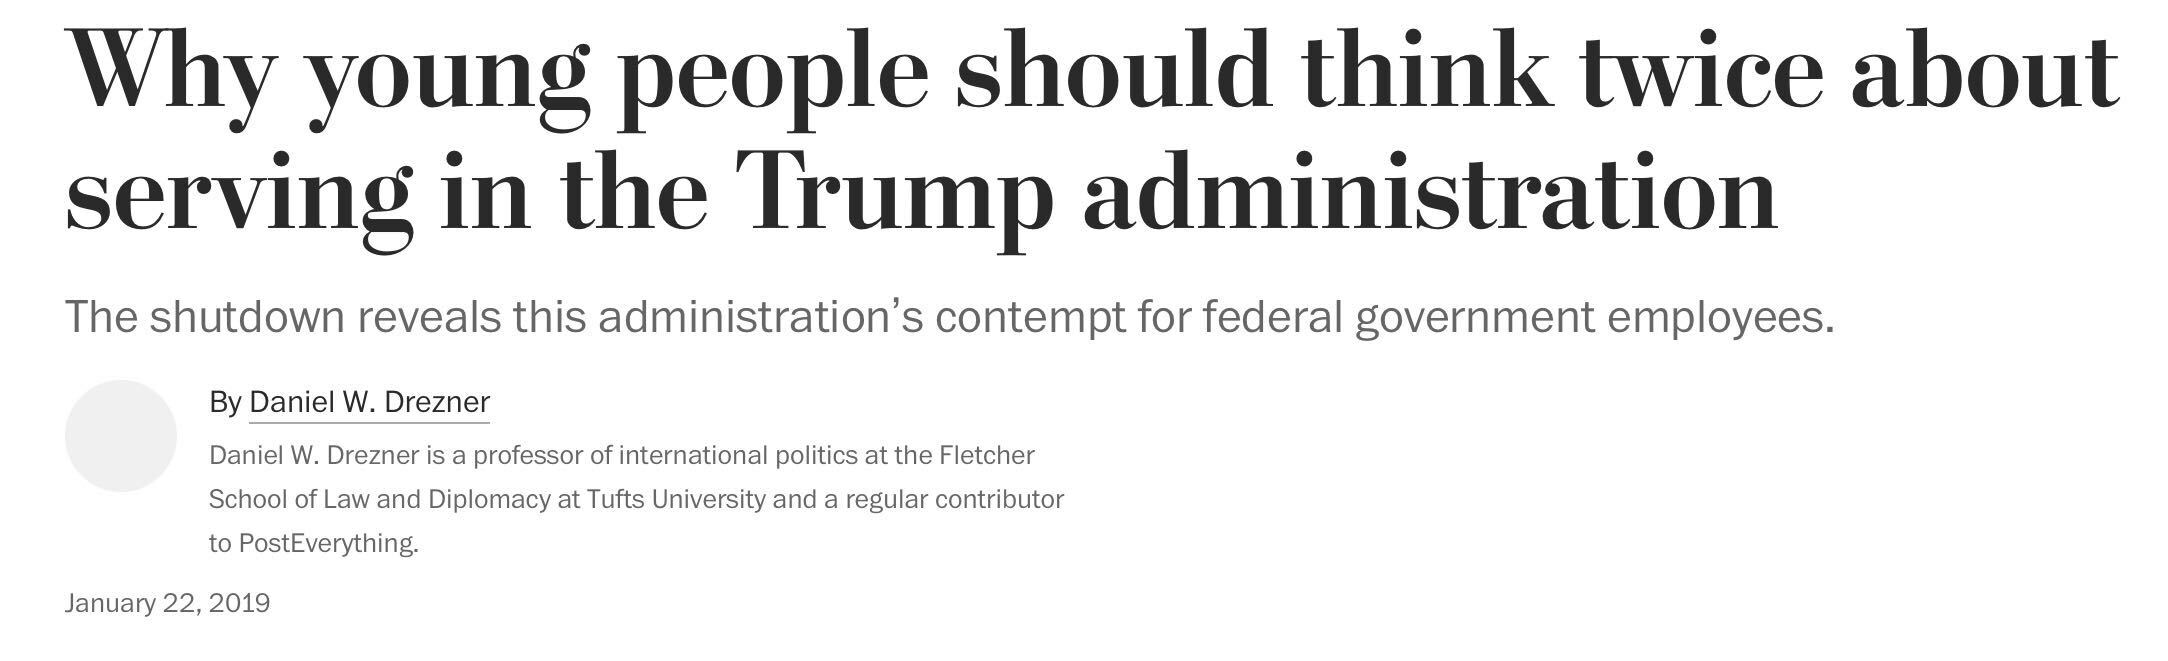 Why young people should think twice about
serving in the Trump administration
The shutdown reveals this administration’s contempt for federal government employees.
By Daniel W. Drezner
Daniel W. Drezner is a professor of international politics at the Fletcher
School of Law and Diplomacy at Tufts University and a regular contributor
to PostEverything.
January 22, 2019